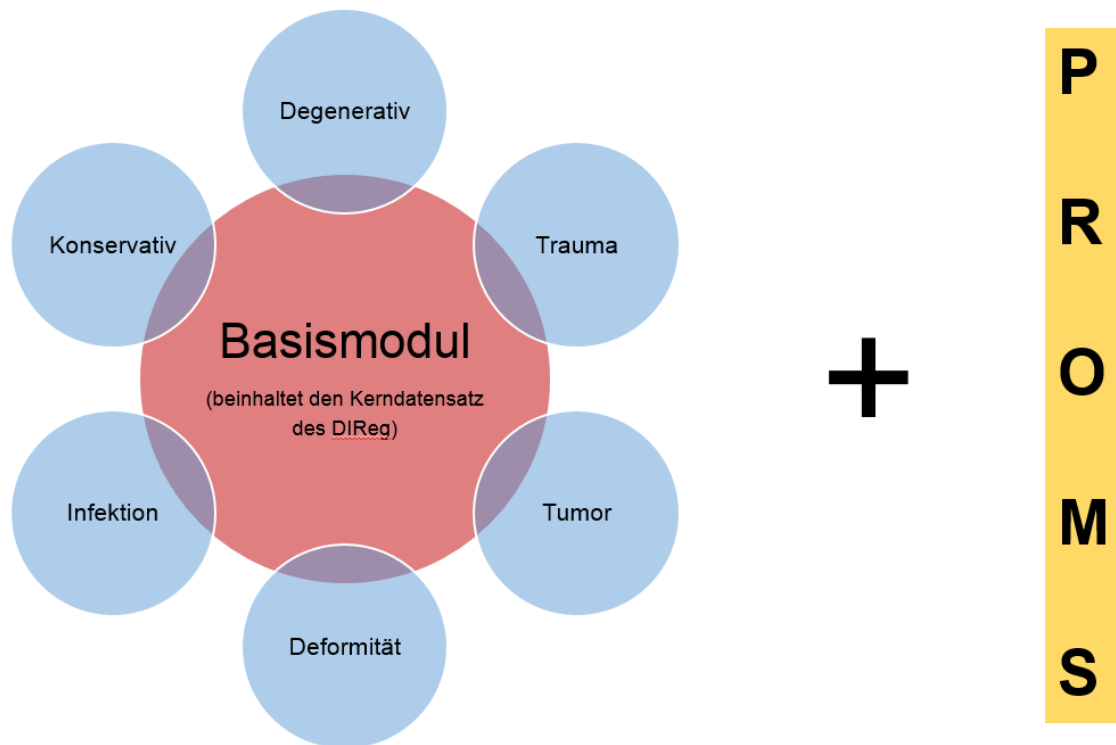 Degenerativ
Konservativ
Trauma
Basismodul
(beinhaltet den Kerndatensatz
des DIReg)
Infektion
Tumor
Deformität
+
P
R
O
M
S